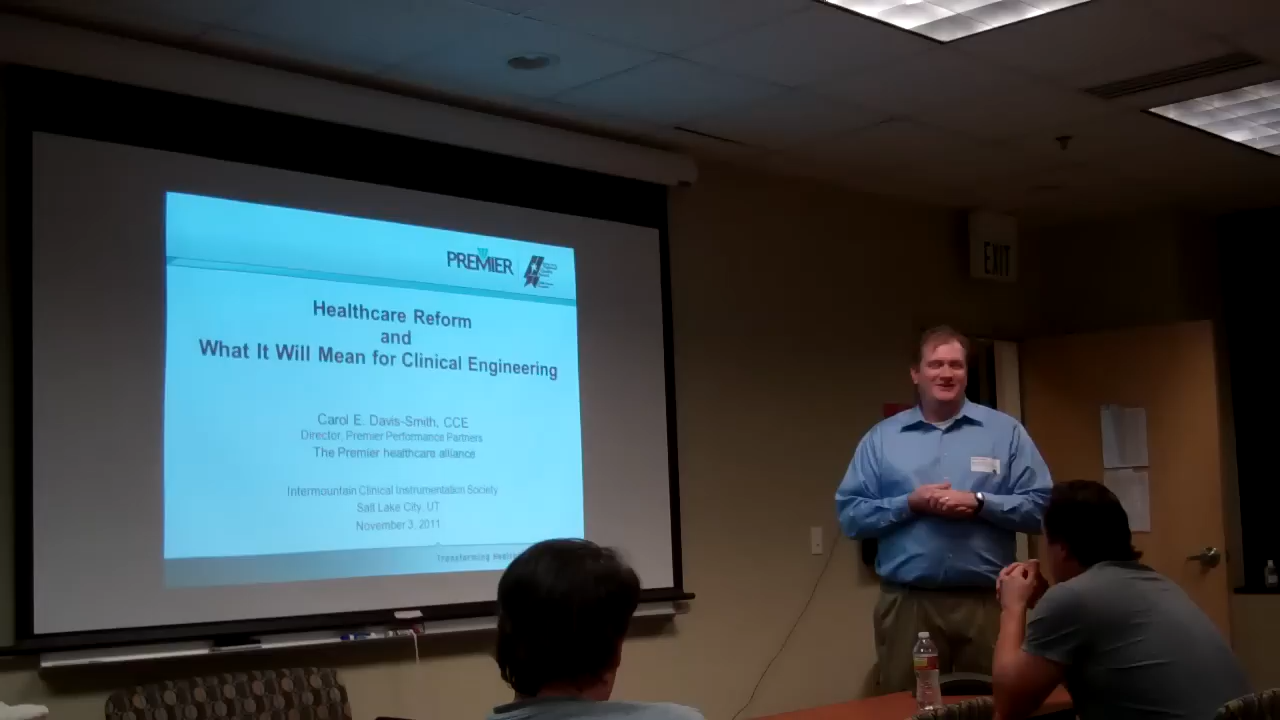 PREMIER
Healthcare Reform
and
What It Will Mean for Clinical Engineering
Carol E. Davis-Smith, CCE
Director, Premier Performance Partners
The Premier healthcare alliance
Intermountain Clinical Instrumentation Society
Salt Lake City, UT
November 3, 2011
Transforming
EXIT